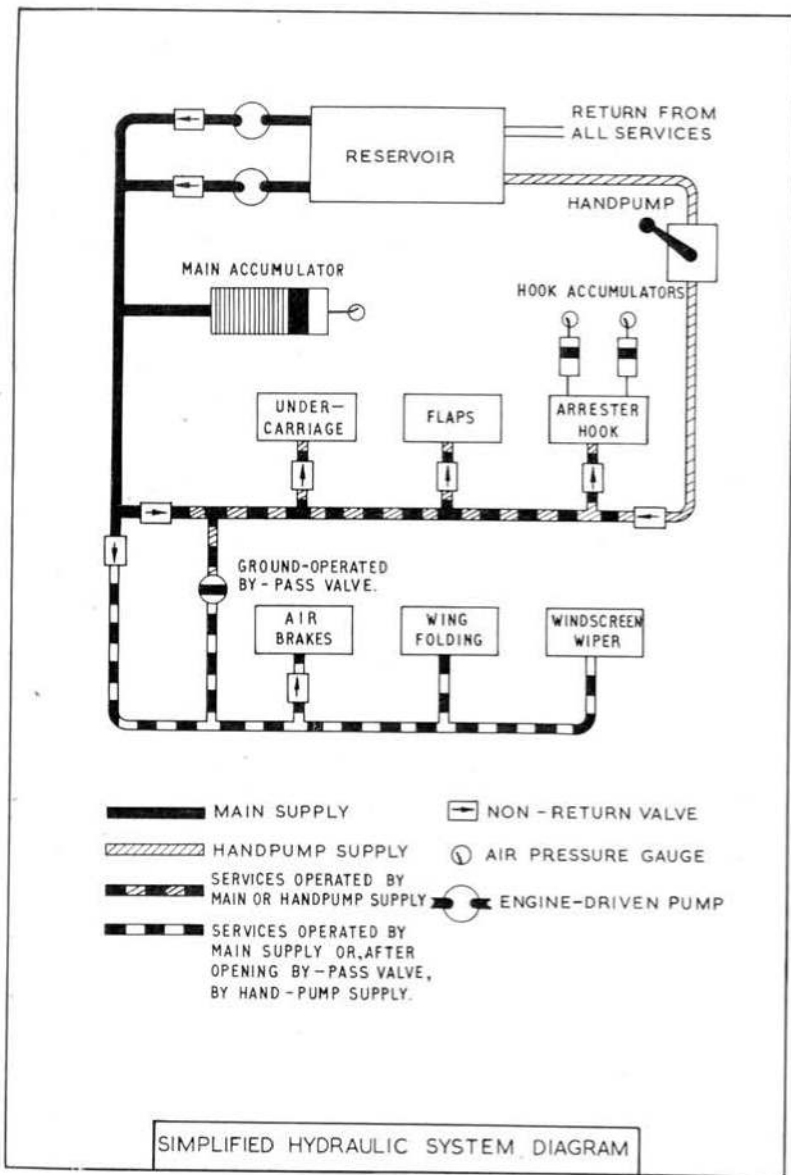 RETURN FROM
ALL SERVICES
RESERVOIR
HANDPUMP
MAIN ACCUMULATOR
HOOK ACCUMULATORS
UNDER-
CARRIAGE
FLAPS
ARRESTER
HOOK
GROUND-OPERATED
BY-PASS VALVE.
AIR
BRAKES
WING
FOLDING
WINDSCREEN
WIPER
MAIN SUPPLY
HANDPUMP SUPPLY
SERVICES OPERATED BY
MAIN OR HANDPUMP SUPPLY
SERVICES OPERATED BY
MAIN SUPPLY OR, AFTER
OPENING BY-PASS VALVE,
BY HAND-PUMP SUPPLY.
NON-RETURN VALVE
AIR PRESSURE GAUGE
ENGINE-DRIVEN PUMP
SIMPLIFIED HYDRAULIC SYSTEM DIAGRAM